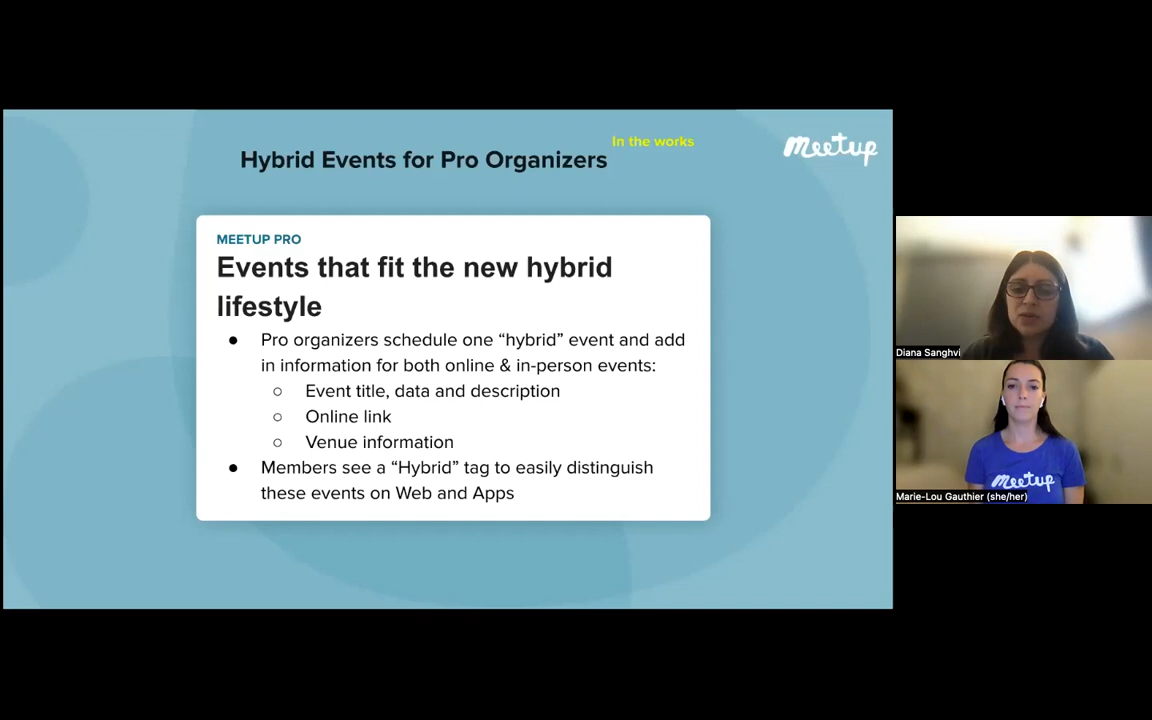 In the works
Hybrid Events for Pro Organizers
meetup
MEETUP PRO
Events that fit the new hybrid
lifestyle
● Pro organizers schedule one “hybrid” event and add
in information for both online & in-person events:
○ Event title, data and description
○ Online link
○ Venue information
● Members see a “Hybrid” tag to easily distinguish
these events on Web and Apps
Diana Sanghvi
meetup
Marie-Lou Gauthier (she/her)